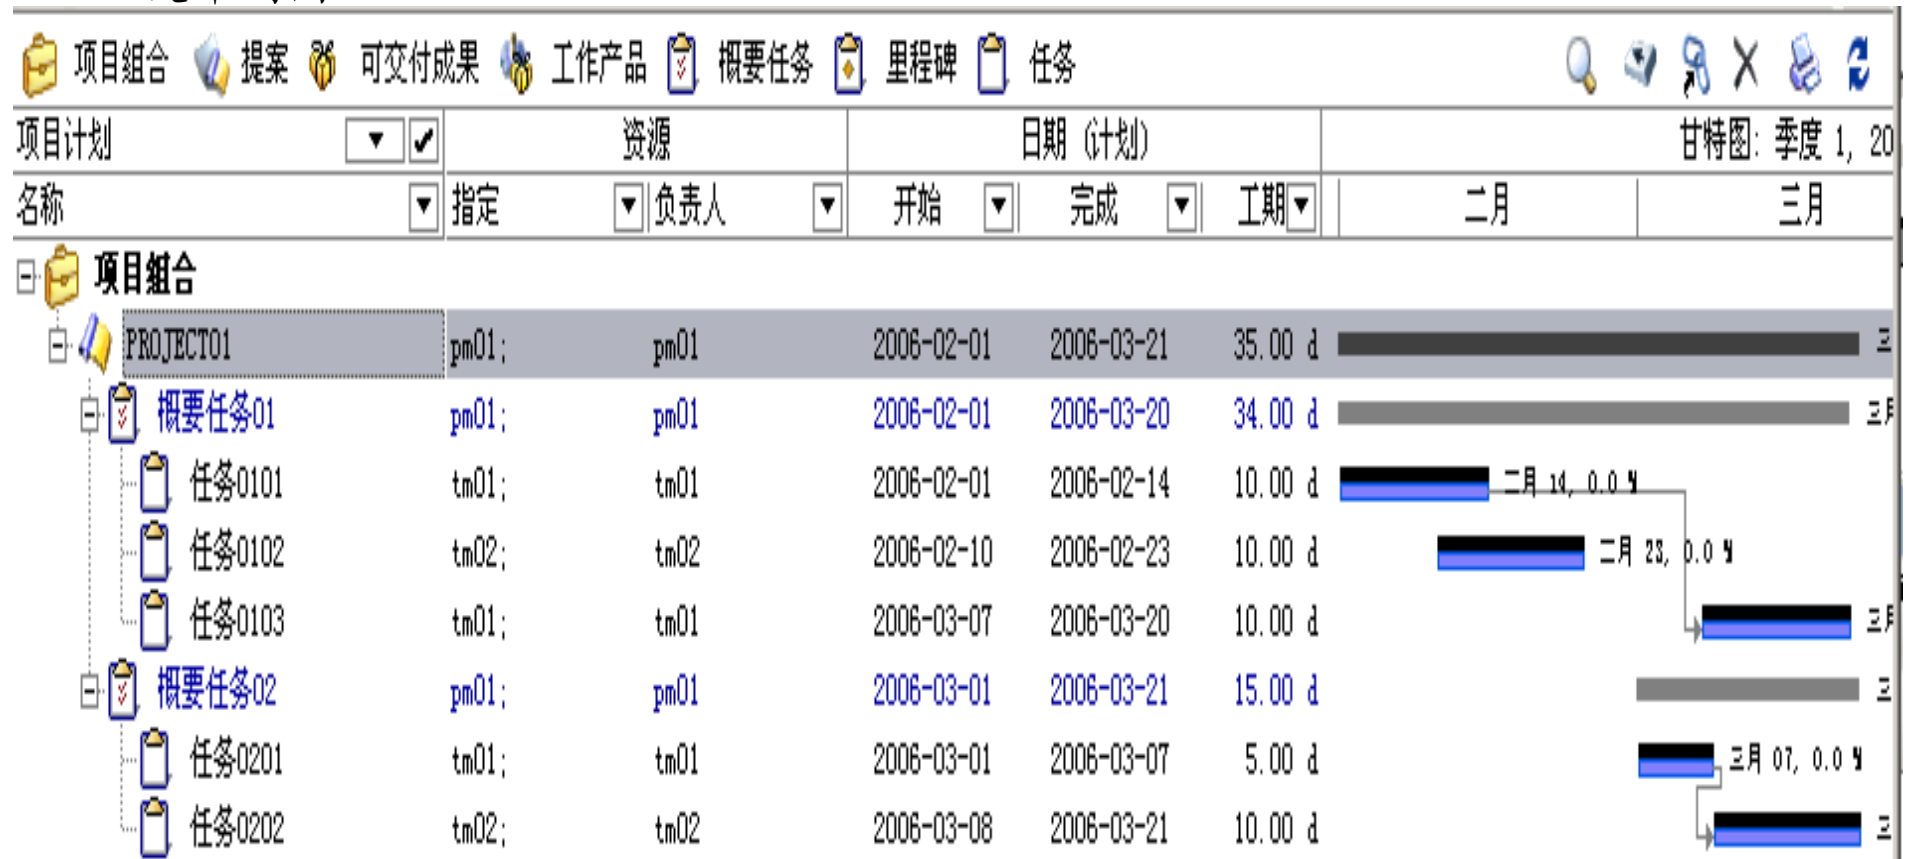 项目组合 提案 可交付成果 工作产品 概要任务 里程碑 任务
项目计划 资源 日期 (计划) 甘特图: 季度 1, 20
名称 指定 负责人 开始 完成 工期 二月 三月
项目组合
PROJECT01 pm01; pm01 2006-02-01 2006-03-21 35.00 d 三
概要任务01 pm01; pm01 2006-02-01 2006-03-20 34.00 d 三月
任务0101 tm01; tm01 2006-02-01 2006-02-14 10.00 d 二月 14, 0.0 %
任务0102 tm02; tm02 2006-02-10 2006-02-23 10.00 d 二月 23, 0.0 %
任务0103 tm01; tm01 2006-03-07 2006-03-20 10.00 d 三月
概要任务02 pm01; pm01 2006-03-01 2006-03-21 15.00 d 三
任务0201 tm01; tm01 2006-03-01 2006-03-07 5.00 d 三月 07, 0.0 %
任务0202 tm02; tm02 2006-03-08 2006-03-21 10.00 d 三